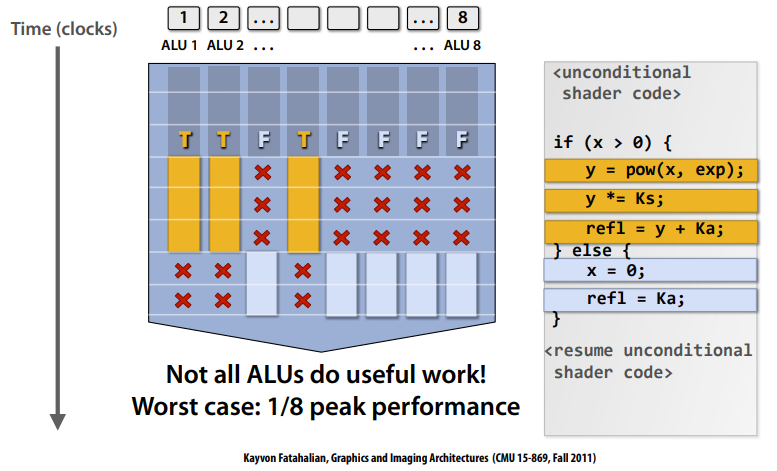 1 2 ... ... 8
Time (clocks)
ALU 1 ALU 2 ... ... ALU 8
<unconditional
shader code>
T T F T F F F F
if (x > 0) {
y = pow(x, exp);
y *= Ks;
refl = y + Ka;
} else {
x = 0;
refl = Ka;
}
<resume unconditional
shader code>
Not all ALUs do useful work!
Worst case: 1/8 peak performance
Kayvon Fatahalian, Graphics and Imaging Architectures (CMU 15-869, Fall 2011)